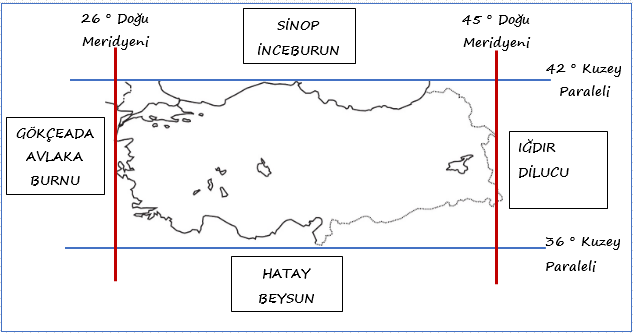 26 ° Doğu
Meridyeni
SİNOP
İNCEBURUN
45 ° Doğu
Meridyeni
42 ° Kuzey
Paraleli
GÖKÇEADA
AVLAKA
BURNU
IĞDIR
DİLUCU
36 ° Kuzey
Paraleli
HATAY
BEYSUN